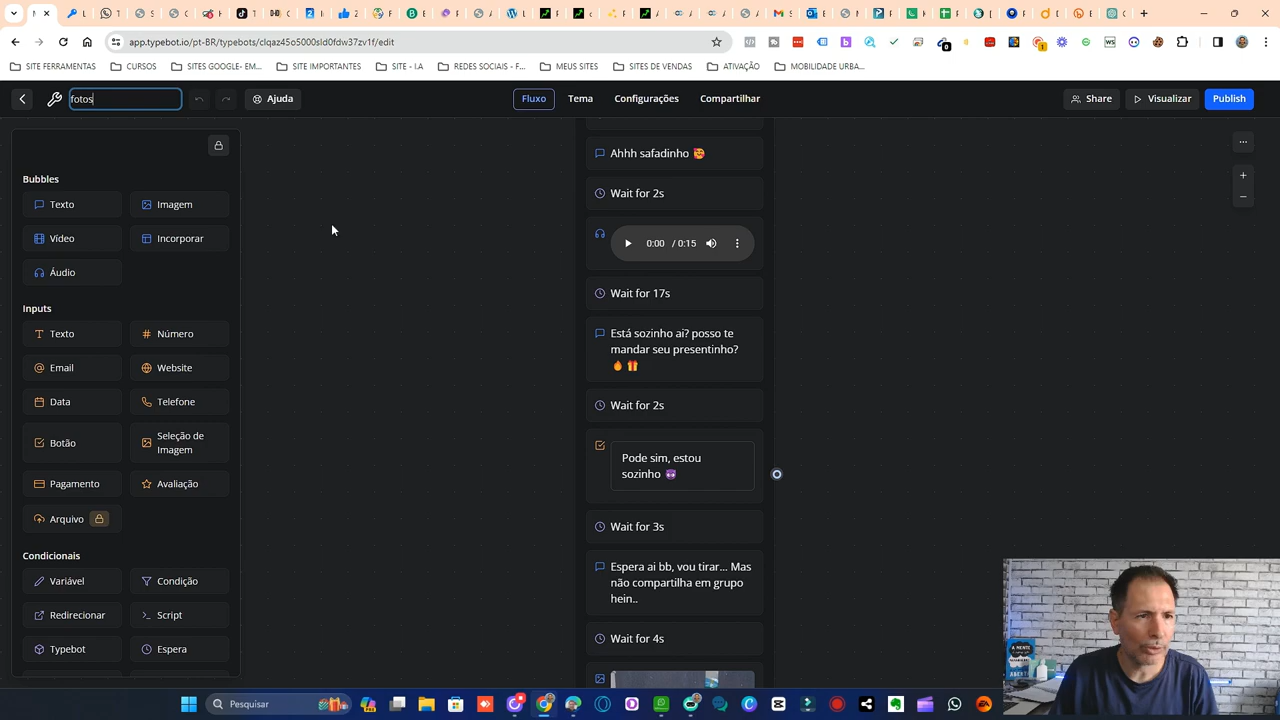 app.typebot.io/pt-BR/typebots/clqaz45o5000sld0fdw37zv1f/edit
SITE FERRAMENTAS
CURSOS
SITES GOOGLE- EM...
SITE IMPORTANTES
SITE - I.A
REDES SOCIAIS - F...
MEUS SITES
SITES DE VENDAS
ATIVAÇÃO
MOBILIDADE URBA...
fotos
Ajuda
Fluxo
Tema
Configurações
Compartilhar
Share
Visualizar
Publish
Bubbles
Texto
Imagem
Vídeo
Incorporar
Áudio
Inputs
Texto
Número
Email
Website
Data
Telefone
Botão
Seleção de
Imagem
Pagamento
Avaliação
Arquivo
Condicionais
Variável
Condição
Redirecionar
Script
Typebot
Espera
Ahhh safadinho
Wait for 2s
0:00 / 0:15
Wait for 17s
Está sozinho ai? posso te
mandar seu presentinho?
Wait for 2s
Pode sim, estou
sozinho
Wait for 3s
Espera ai bb, vou tirar... Mas
não compartilha em grupo
hein..
Wait for 4s
A MENTE
Pesquisar